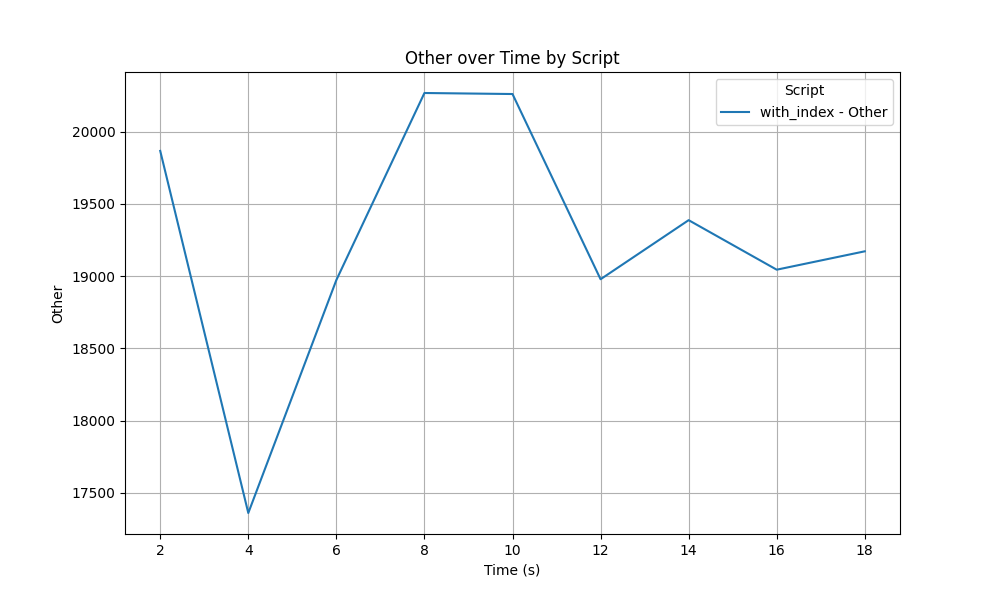 Other over Time by Script
Script
with_index - Other
20000
19500
19000
18500
18000
17500
Other
2 4 6 8 10 12 14 16 18
Time (s)